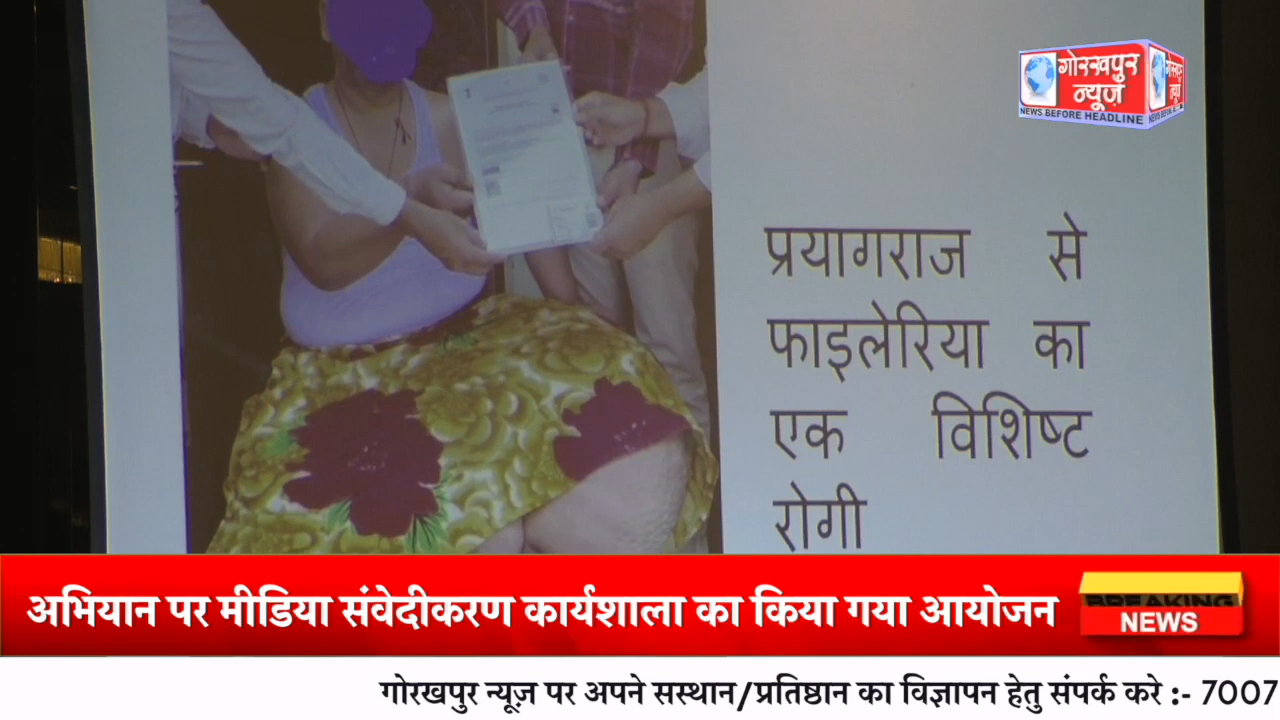 गोरखपुर
न्यूज़
NEWS BEFORE HEADLINE
प्रयागराज से
फाइलेरिया का
एक विशिष्ट
रोगी
अभियान पर मीडिया संवेदीकरण कार्यशाला का किया गया आयोजन
BREAKING
NEWS
गोरखपुर न्यूज़ पर अपने सस्थान/प्रतिष्ठान का विज्ञापन हेतु संपर्क करे :- 7007